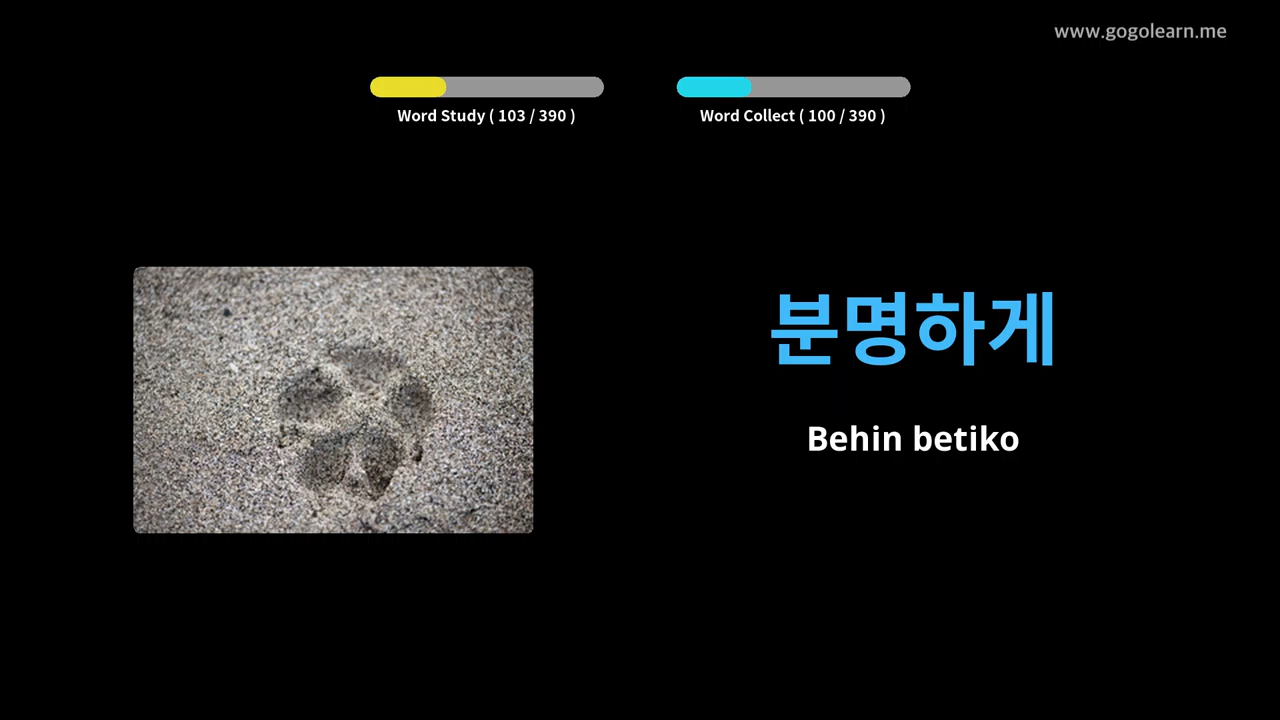 www.gogolearn.me
Word Study ( 103 / 390 )
Word Collect ( 100 / 390 )
분명하게
Behin betiko